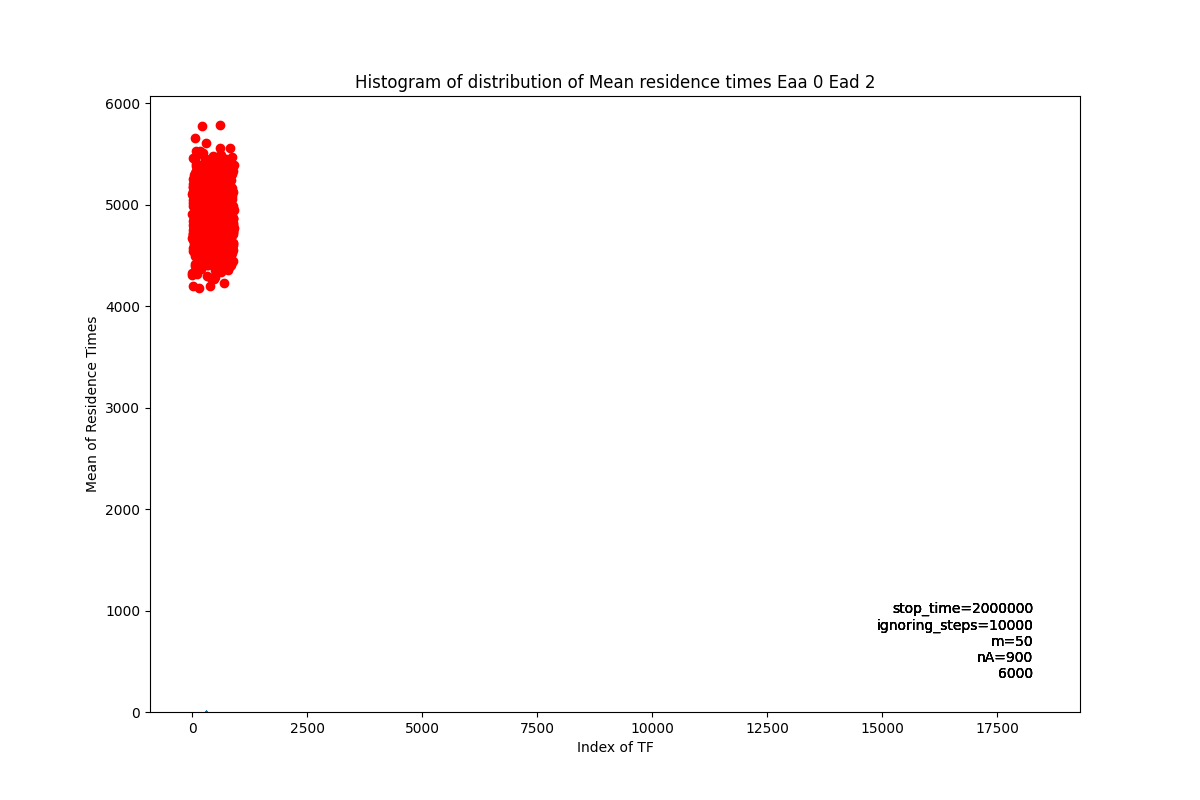 Histogram of distribution of Mean residence times Eaa 0 Ead 2
6000
5000
4000
3000
2000
1000
0
Mean of Residence Times
stop_time=2000000
ignoring_steps=10000
m=50
nA=900
6000
0 2500 5000 7500 10000 12500 15000 17500
Index of TF